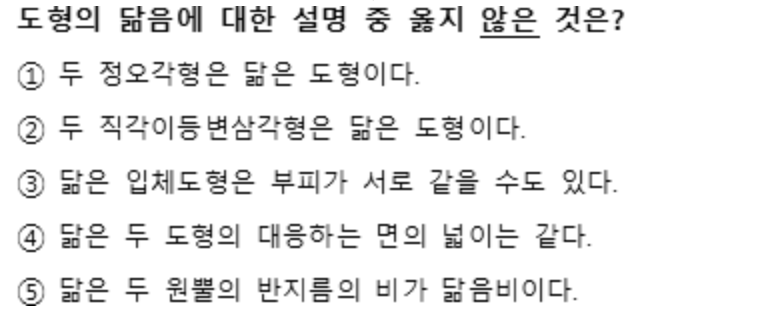 도형의 닮음에 대한 설명 중 옳지 않은 것은?
① 두 정오각형은 닮은 도형이다.
② 두 직각이등변삼각형은 닮은 도형이다.
③ 닮은 입체도형은 부피가 서로 같을 수도 있다.
④ 닮은 두 도형의 대응하는 면의 넓이는 같다.
⑤ 닮은 두 원뿔의 반지름의 비가 닮음비이다.